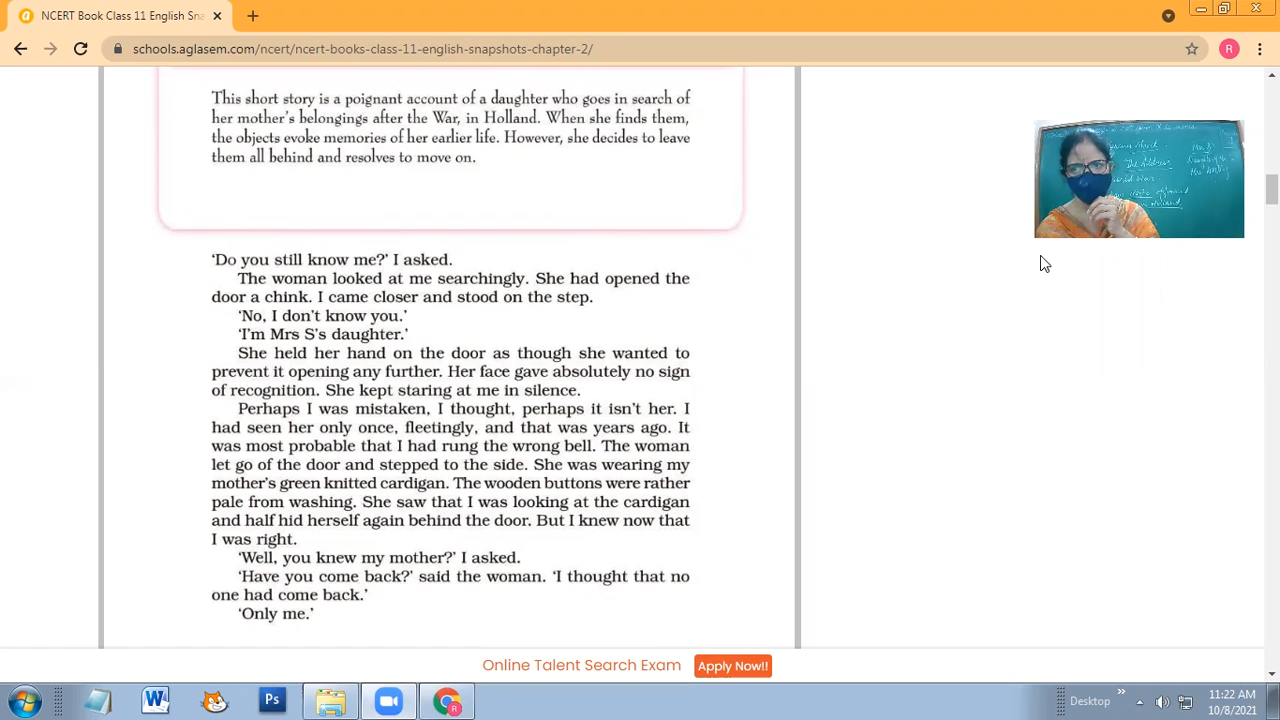 NCERT Book Class 11 English Sna
schools.aglasem.com/ncert/ncert-books-class-11-english-snapshots-chapter-2/
R
This short story is a poignant account of a daughter who goes in search of
her mother's belongings after the War, in Holland. When she finds them,
the objects evoke memories of her earlier life. However, she decides to leave
them all behind and resolves to move on.
The Address
'Do you still know me?' I asked.
The woman looked at me searchingly. She had opened the
door a chink. I came closer and stood on the step.
'No, I don't know you.'
'I'm Mrs S's daughter.'
She held her hand on the door as though she wanted to
prevent it opening any further. Her face gave absolutely no sign
of recognition. She kept staring at me in silence.
Perhaps I was mistaken, I thought, perhaps it isn't her. I
had seen her only once, fleetingly, and that was years ago. It
was most probable that I had rung the wrong bell. The woman
let go of the door and stepped to the side. She was wearing my
mother's green knitted cardigan. The wooden buttons were rather
pale from washing. She saw that I was looking at the cardigan
and half hid herself again behind the door. But I knew now that
I was right.
'Well, you knew my mother?' I asked.
'Have you come back?' said the woman. 'I thought that no
one had come back.'
'Only me.'
Online Talent Search Exam Apply Now!!
W Ps R Desktop » 11:22 AM
10/8/2021